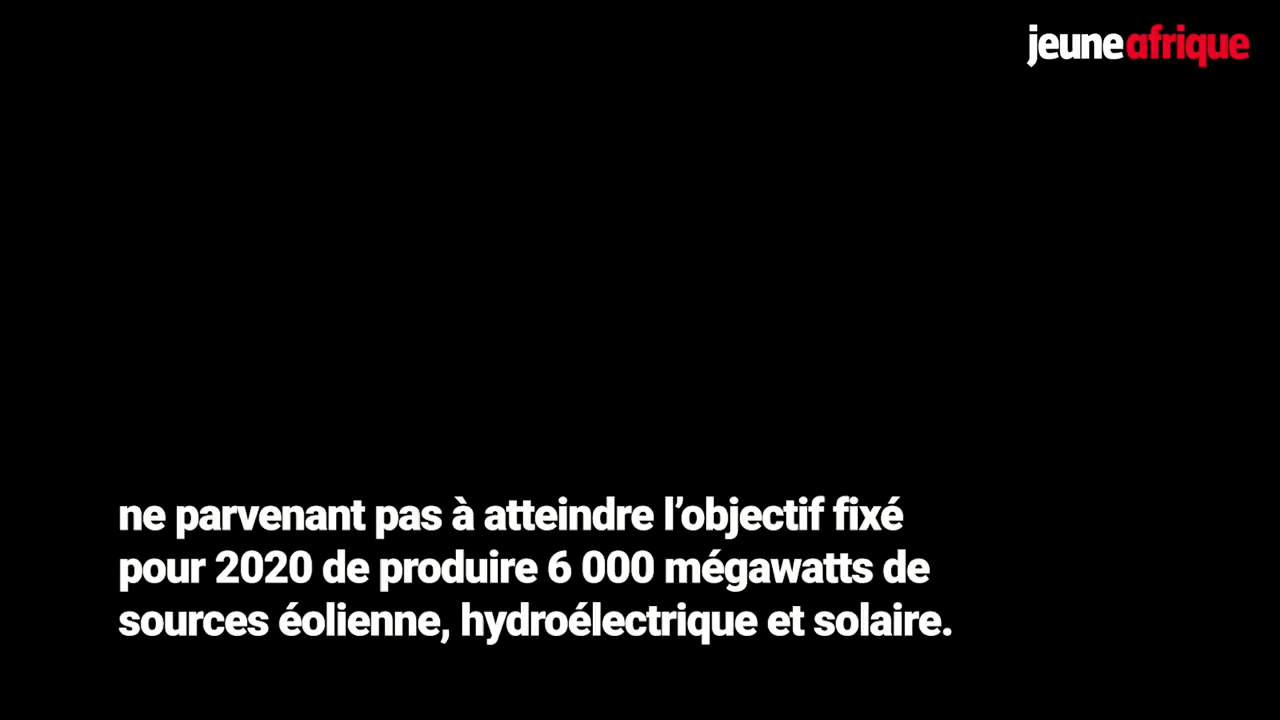 jeuneafrique
ne parvenant pas à atteindre l’objectif fixé
pour 2020 de produire 6 000 mégawatts de
sources éolienne, hydroélectrique et solaire.